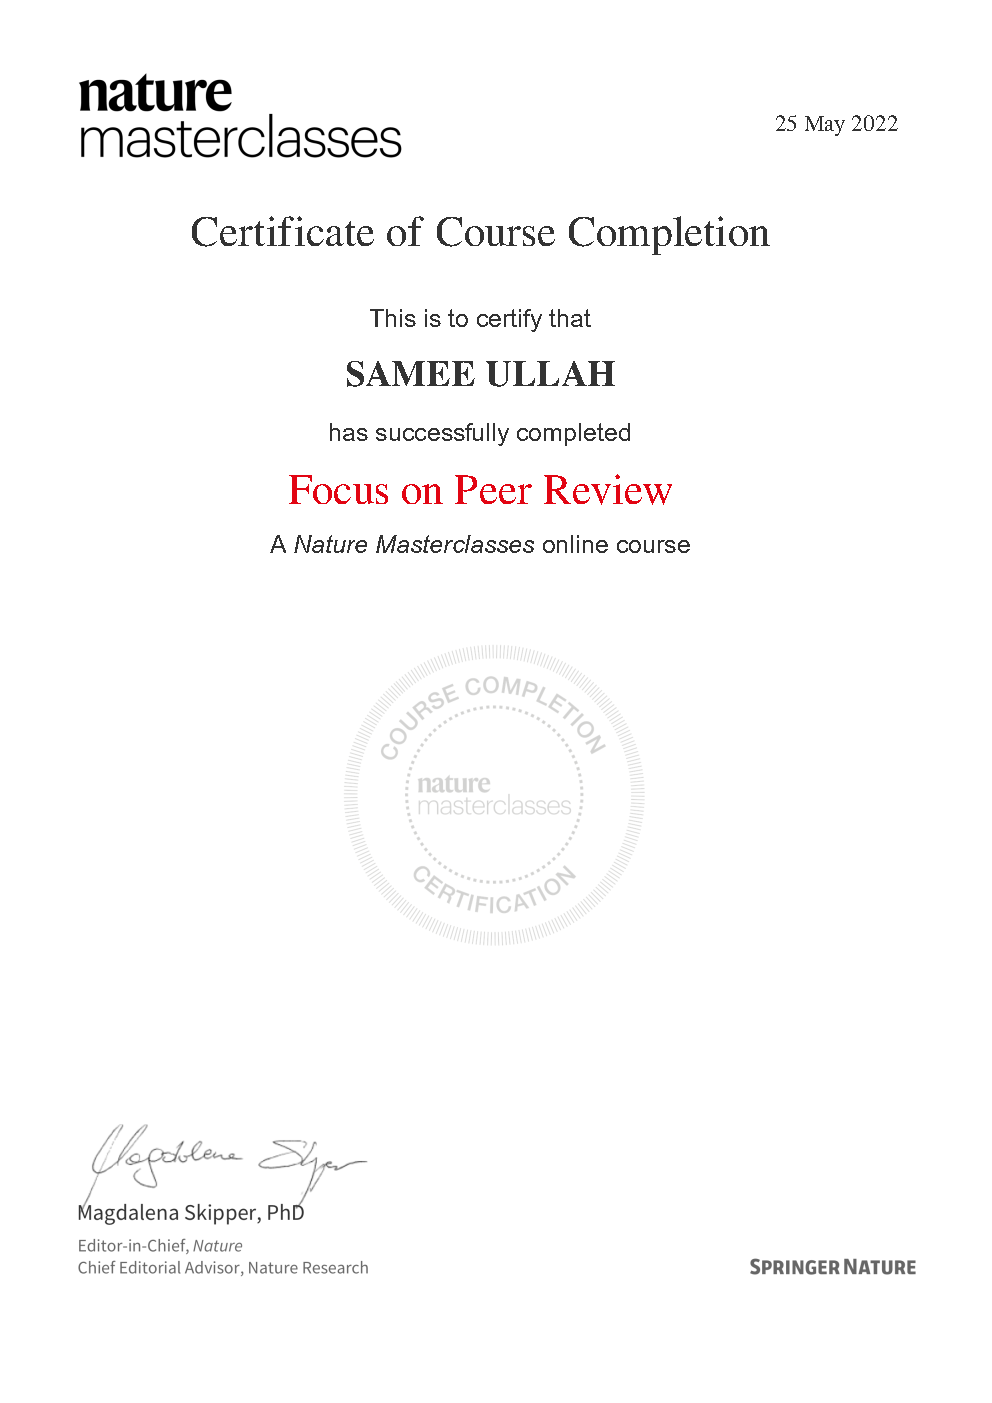 nature
masterclasses
25 May 2022
Certificate of Course Completion
This is to certify that
SAMEE ULLAH
has successfully completed
Focus on Peer Review
A Nature Masterclasses online course
COURSE COMPLETION
nature
masterclasses
CERTIFICATION
Magdalena Skipper
Magdalena Skipper, PhD
Editor-in-Chief, Nature
Chief Editorial Advisor, Nature Research
SPRINGER NATURE